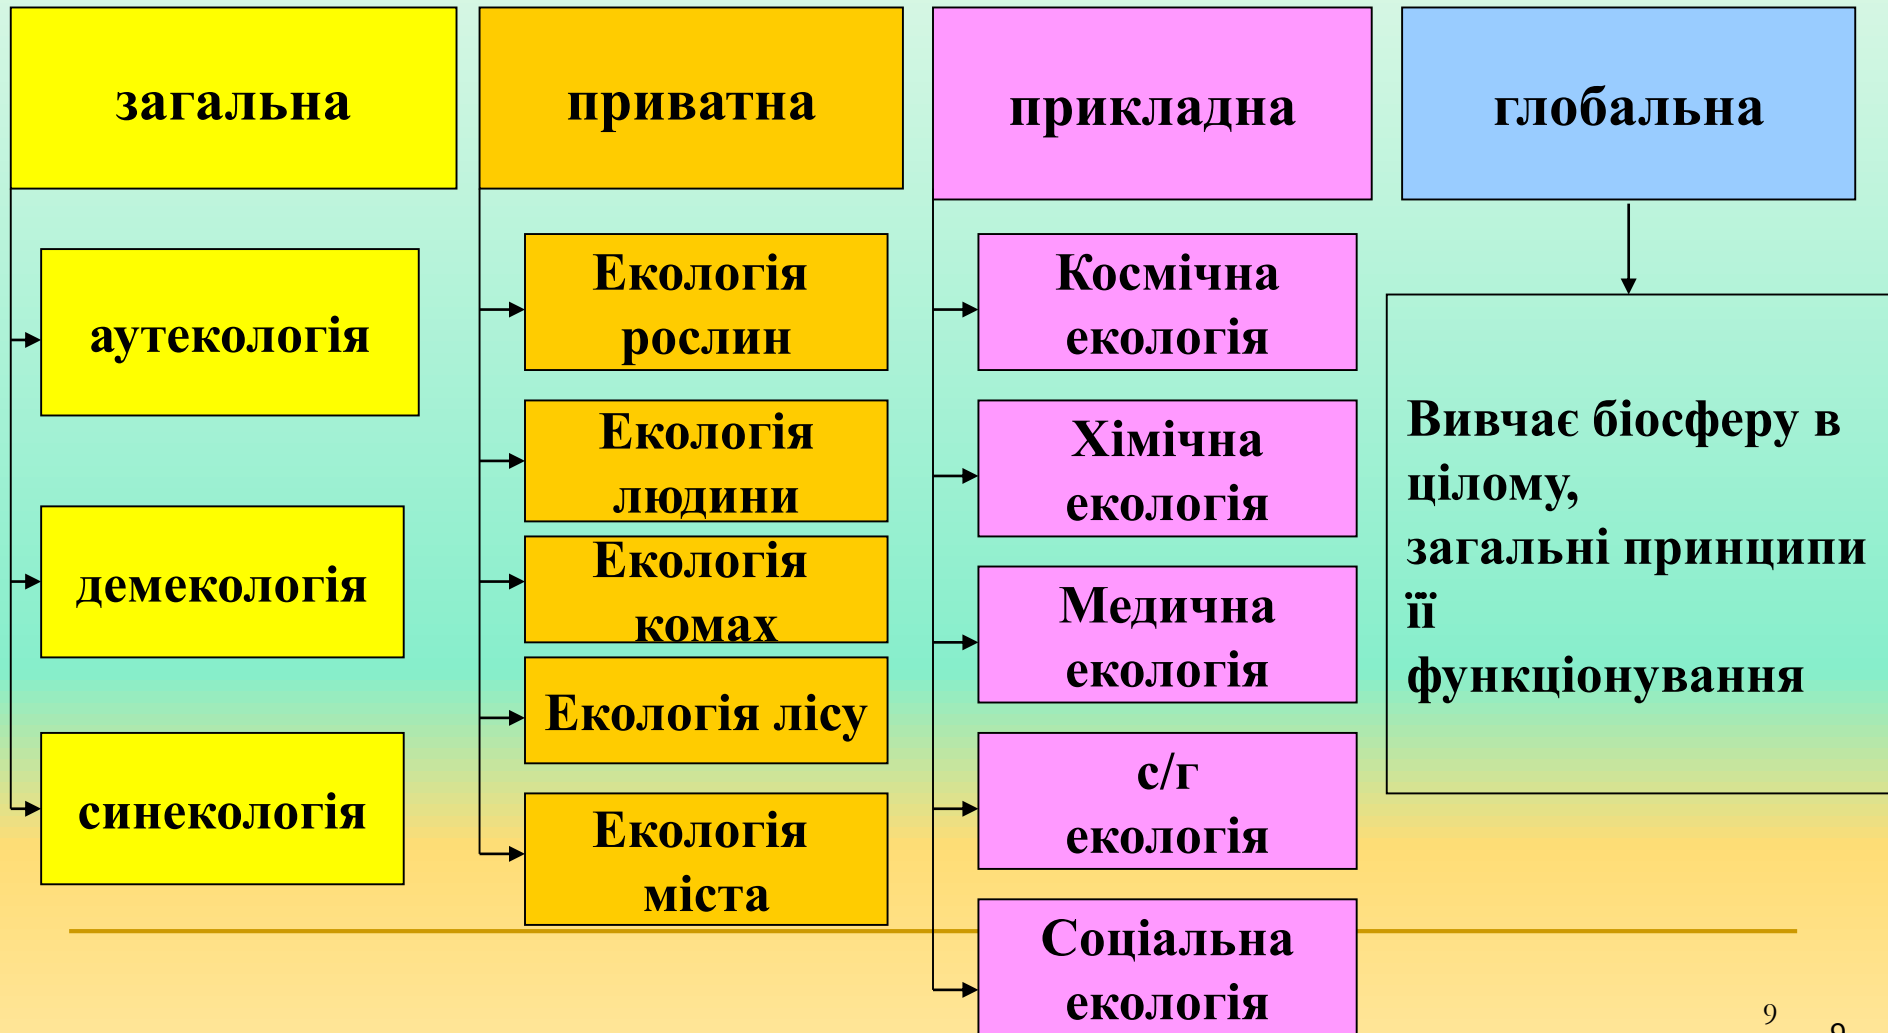 загальна
приватна
прикладна
глобальна
аутекологія
демекологія
синекологія
Екологія
рослин
Екологія
людини
Екологія
комах
Екологія лісу
Екологія
міста
Космічна
екологія
Хімічна
екологія
Медична
екологія
с/г
екологія
Соціальна
екологія
Вивчає біосферу в
цілому,
загальні принципи
її
функціонування
9
9